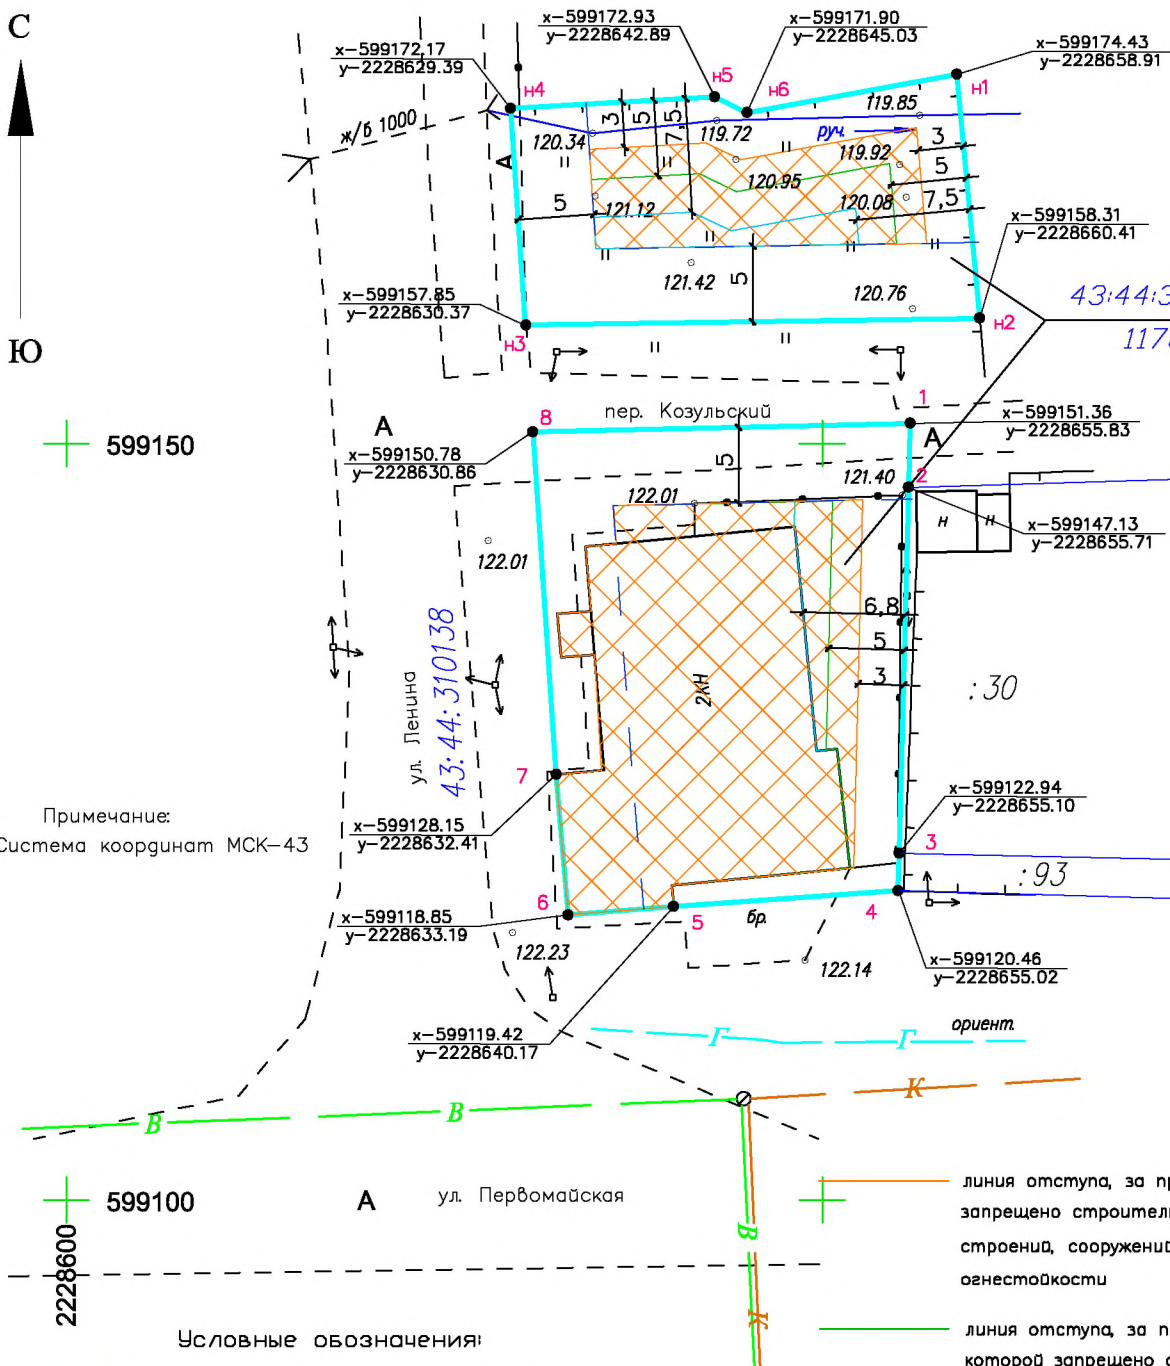 С
Ю
x-599172.93
y-2228642.89
x-599171.90
y-2228645.03
x-599174.43
y-2228658.91
x-599172.17
y-2228629.39
н4
н5
н6
н1
119.85
ж/б 1000
А
120.34
3
5
7,5
119.72
руч.
119.92
3
5
7,5
120.95
5
121.12
120.08
x-599158.31
y-2228660.41
121.42
5
120.76
x-599157.85
y-2228630.37
н3
н2
43:44:3
117
пер. Козульский
1
x-599151.36
y-2228655.83
599150
А
8
А
x-599150.78
y-2228630.86
5
121.40
2
122.01
x-599147.13
y-2228655.71
н
н
122.01
6,8
5
3
2КН
:30
ул. Ленина
43:44:310138
7
Примечание:
Система координат МСК-43
x-599128.15
y-2228632.41
x-599122.94
y-2228655.10
3
:93
6
x-599118.85
y-2228633.19
5
бр.
4
122.23
122.14
x-599120.46
y-2228655.02
x-599119.42
y-2228640.17
Г
Г
ориент.
К
В
В
599100
А
ул. Первомайская
2228600
В
К
линия отступа, за
запрещено
строений, сооружений
огнестойкости
Условные обозначения:
линия отступа, за
которой запрещено